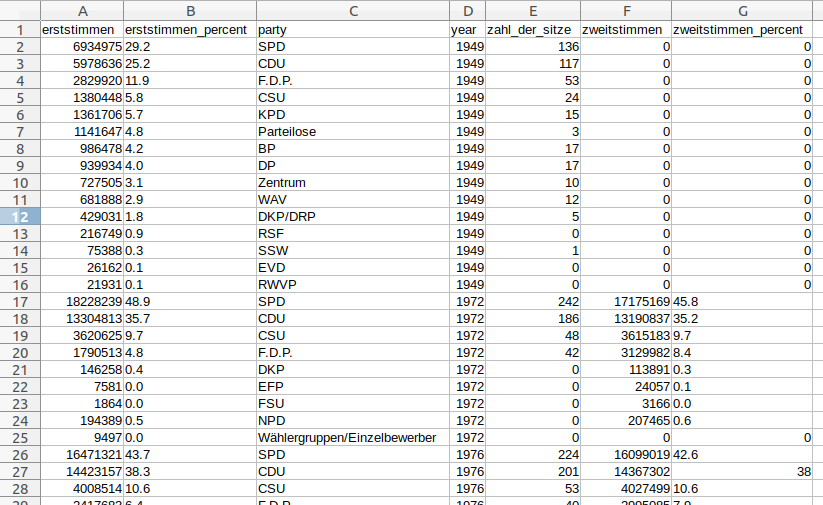 A B C D E F G
1 erststimmen erststimmen_percent party year zahl_der_sitze zweitstimmen zweitstimmen_percent
2 6934975 29.2 SPD 1949 136 0 0
3 5978636 25.2 CDU 1949 117 0 0
4 2829920 11.9 F.D.P. 1949 53 0 0
5 1380448 5.8 CSU 1949 24 0 0
6 1361706 5.7 KPD 1949 15 0 0
7 1141647 4.8 Parteilose 1949 3 0 0
8 986478 4.2 BP 1949 17 0 0
9 939934 4.0 DP 1949 17 0 0
10 727505 3.1 Zentrum 1949 10 0 0
11 681888 2.9 WAV 1949 12 0 0
12 429031 1.8 DKP/DRP 1949 5 0 0
13 216749 0.9 RSF 1949 0 0 0
14 75388 0.3 SSW 1949 1 0 0
15 26162 0.1 EVD 1949 0 0 0
16 21931 0.1 RWVP 1949 0 0 0
17 18228239 48.9 SPD 1972 242 17175169 45.8
18 13304813 35.7 CDU 1972 186 13190837 35.2
19 3620625 9.7 CSU 1972 48 3615183 9.7
20 1790513 4.8 F.D.P. 1972 42 3129982 8.4
21 146258 0.4 DKP 1972 0 113891 0.3
22 7581 0.0 EFP 1972 0 24057 0.1
23 1864 0.0 FSU 1972 0 3166 0.0
24 194389 0.5 NPD 1972 0 207465 0.6
25 9497 0.0 Wählergruppen/Einzelbewerber 1972 0 0 0
26 16471321 43.7 SPD 1976 224 16099019 42.6
27 14423157 38.3 CDU 1976 201 14367302 38
28 4008514 10.6 CSU 1976 53 4027499 10.6
29 6.4 F.D.P. 1976